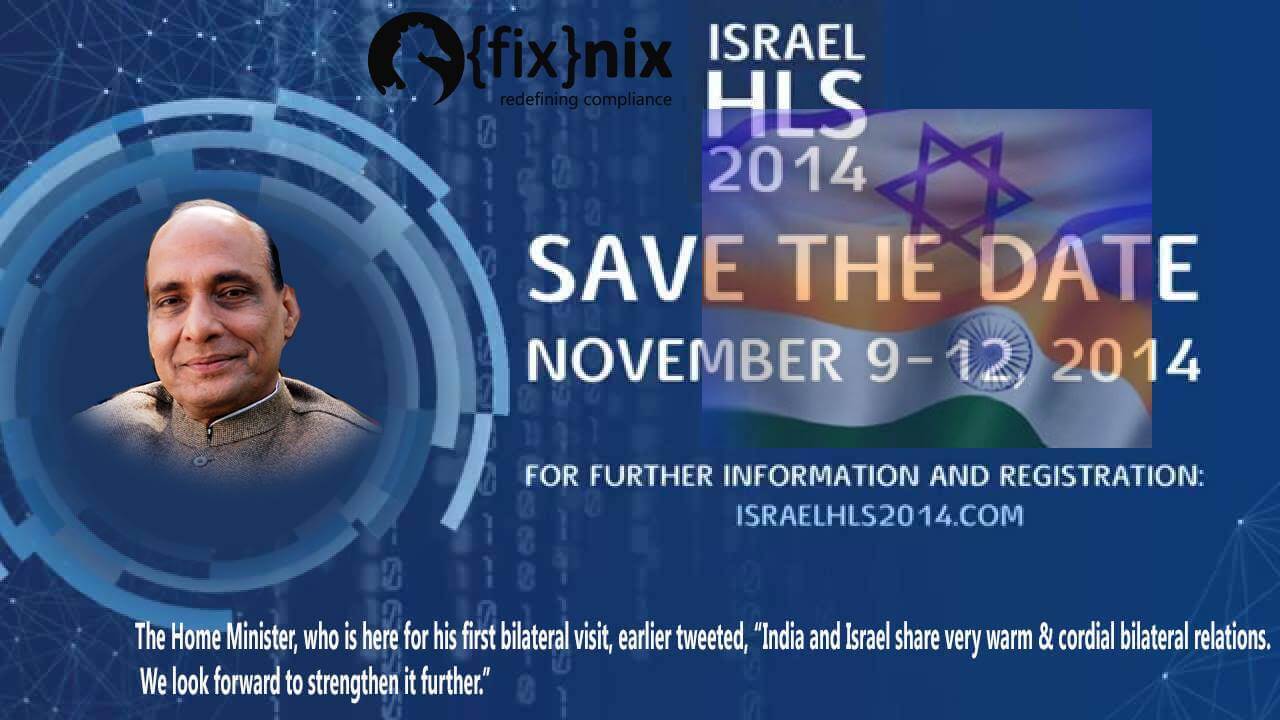 {fix}nix
redefining compliance
ISRAEL
HLS
2014
SAVE THE DATE
NOVEMBER 9-12, 2014
FOR FURTHER INFORMATION AND REGISTRATION:
ISRAELHLS2014.COM
The Home Minister, who is here for his first bilateral visit, earlier tweeted, “India and Israel share very warm & cordial bilateral relations.
We look forward to strengthen it further.”